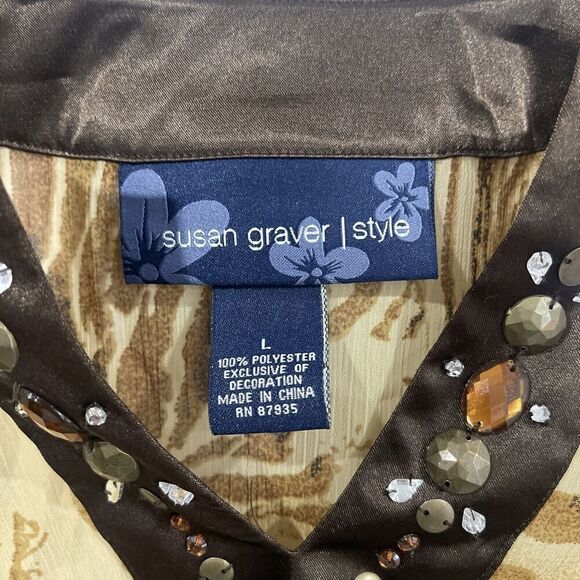 susan graver | style
L
100% POLYESTER
EXCLUSIVE OF
DECORATION
MADE IN CHINA
RN 87935